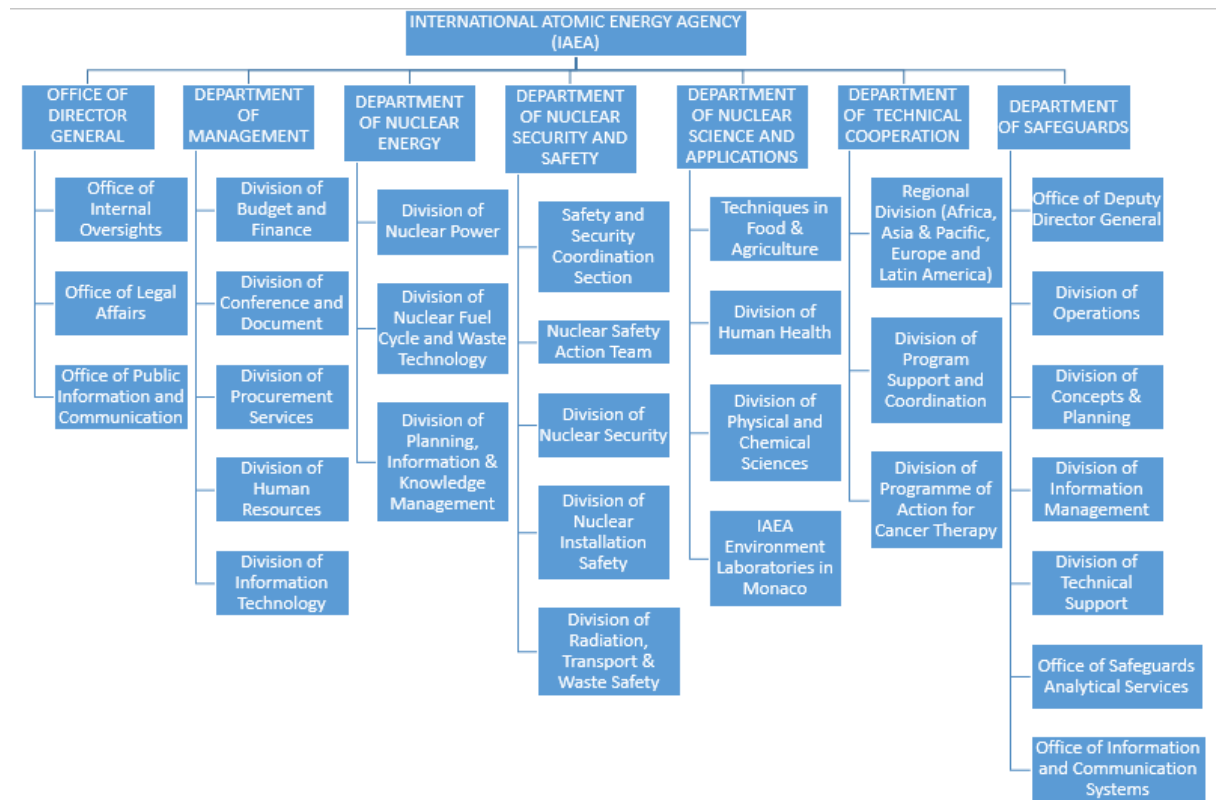 INTERNATIONAL ATOMIC ENERGY AGENCY
(IAEA)
OFFICE OF
DIRECTOR
GENERAL
Office of
Internal
Oversights
Office of Legal
Affairs
Office of Public
Information and
Communication
DEPARTMENT
OF
MANAGEMENT
Division of
Budget and
Finance
Division of
Conference and
Document
Division of
Procurement
Services
Division of
Human
Resources
Division of
Information
Technology
DEPARTMENT
OF NUCLEAR
ENERGY
Division of
Nuclear Power
Division of
Nuclear Fuel
Cycle and Waste
Technology
Division of
Planning,
Information &
Knowledge
Management
DEPARTMENT
OF NUCLEAR
SECURITY AND
SAFETY
Safety and
Security
Coordination
Section
Nuclear Safety
Action Team
Division of
Nuclear Security
Division of
Nuclear
Installation
Safety
Division of
Radiation,
Transport &
Waste Safety
DEPARTMENT
OF NUCLEAR
SCIENCE AND
APPLICATIONS
Techniques in
Food &
Agriculture
Division of
Human Health
Division of
Physical and
Chemical
Sciences
IAEA
Environment
Laboratories in
Monaco
DEPARTMENT
OF TECHNICAL
COOPERATION
Regional
Division (Africa,
Asia & Pacific,
Europe and
Latin America)
Division of
Program
Support and
Coordination
Division of
Programme of
Action for
Cancer Therapy
DEPARTMENT
OF SAFEGUARDS
Office of Deputy
Director General
Division of
Operations
Division of
Concepts &
Planning
Division of
Information
Management
Division of
Technical
Support
Office of Safeguards
Analytical Services
Office of Information
and Communication
Systems